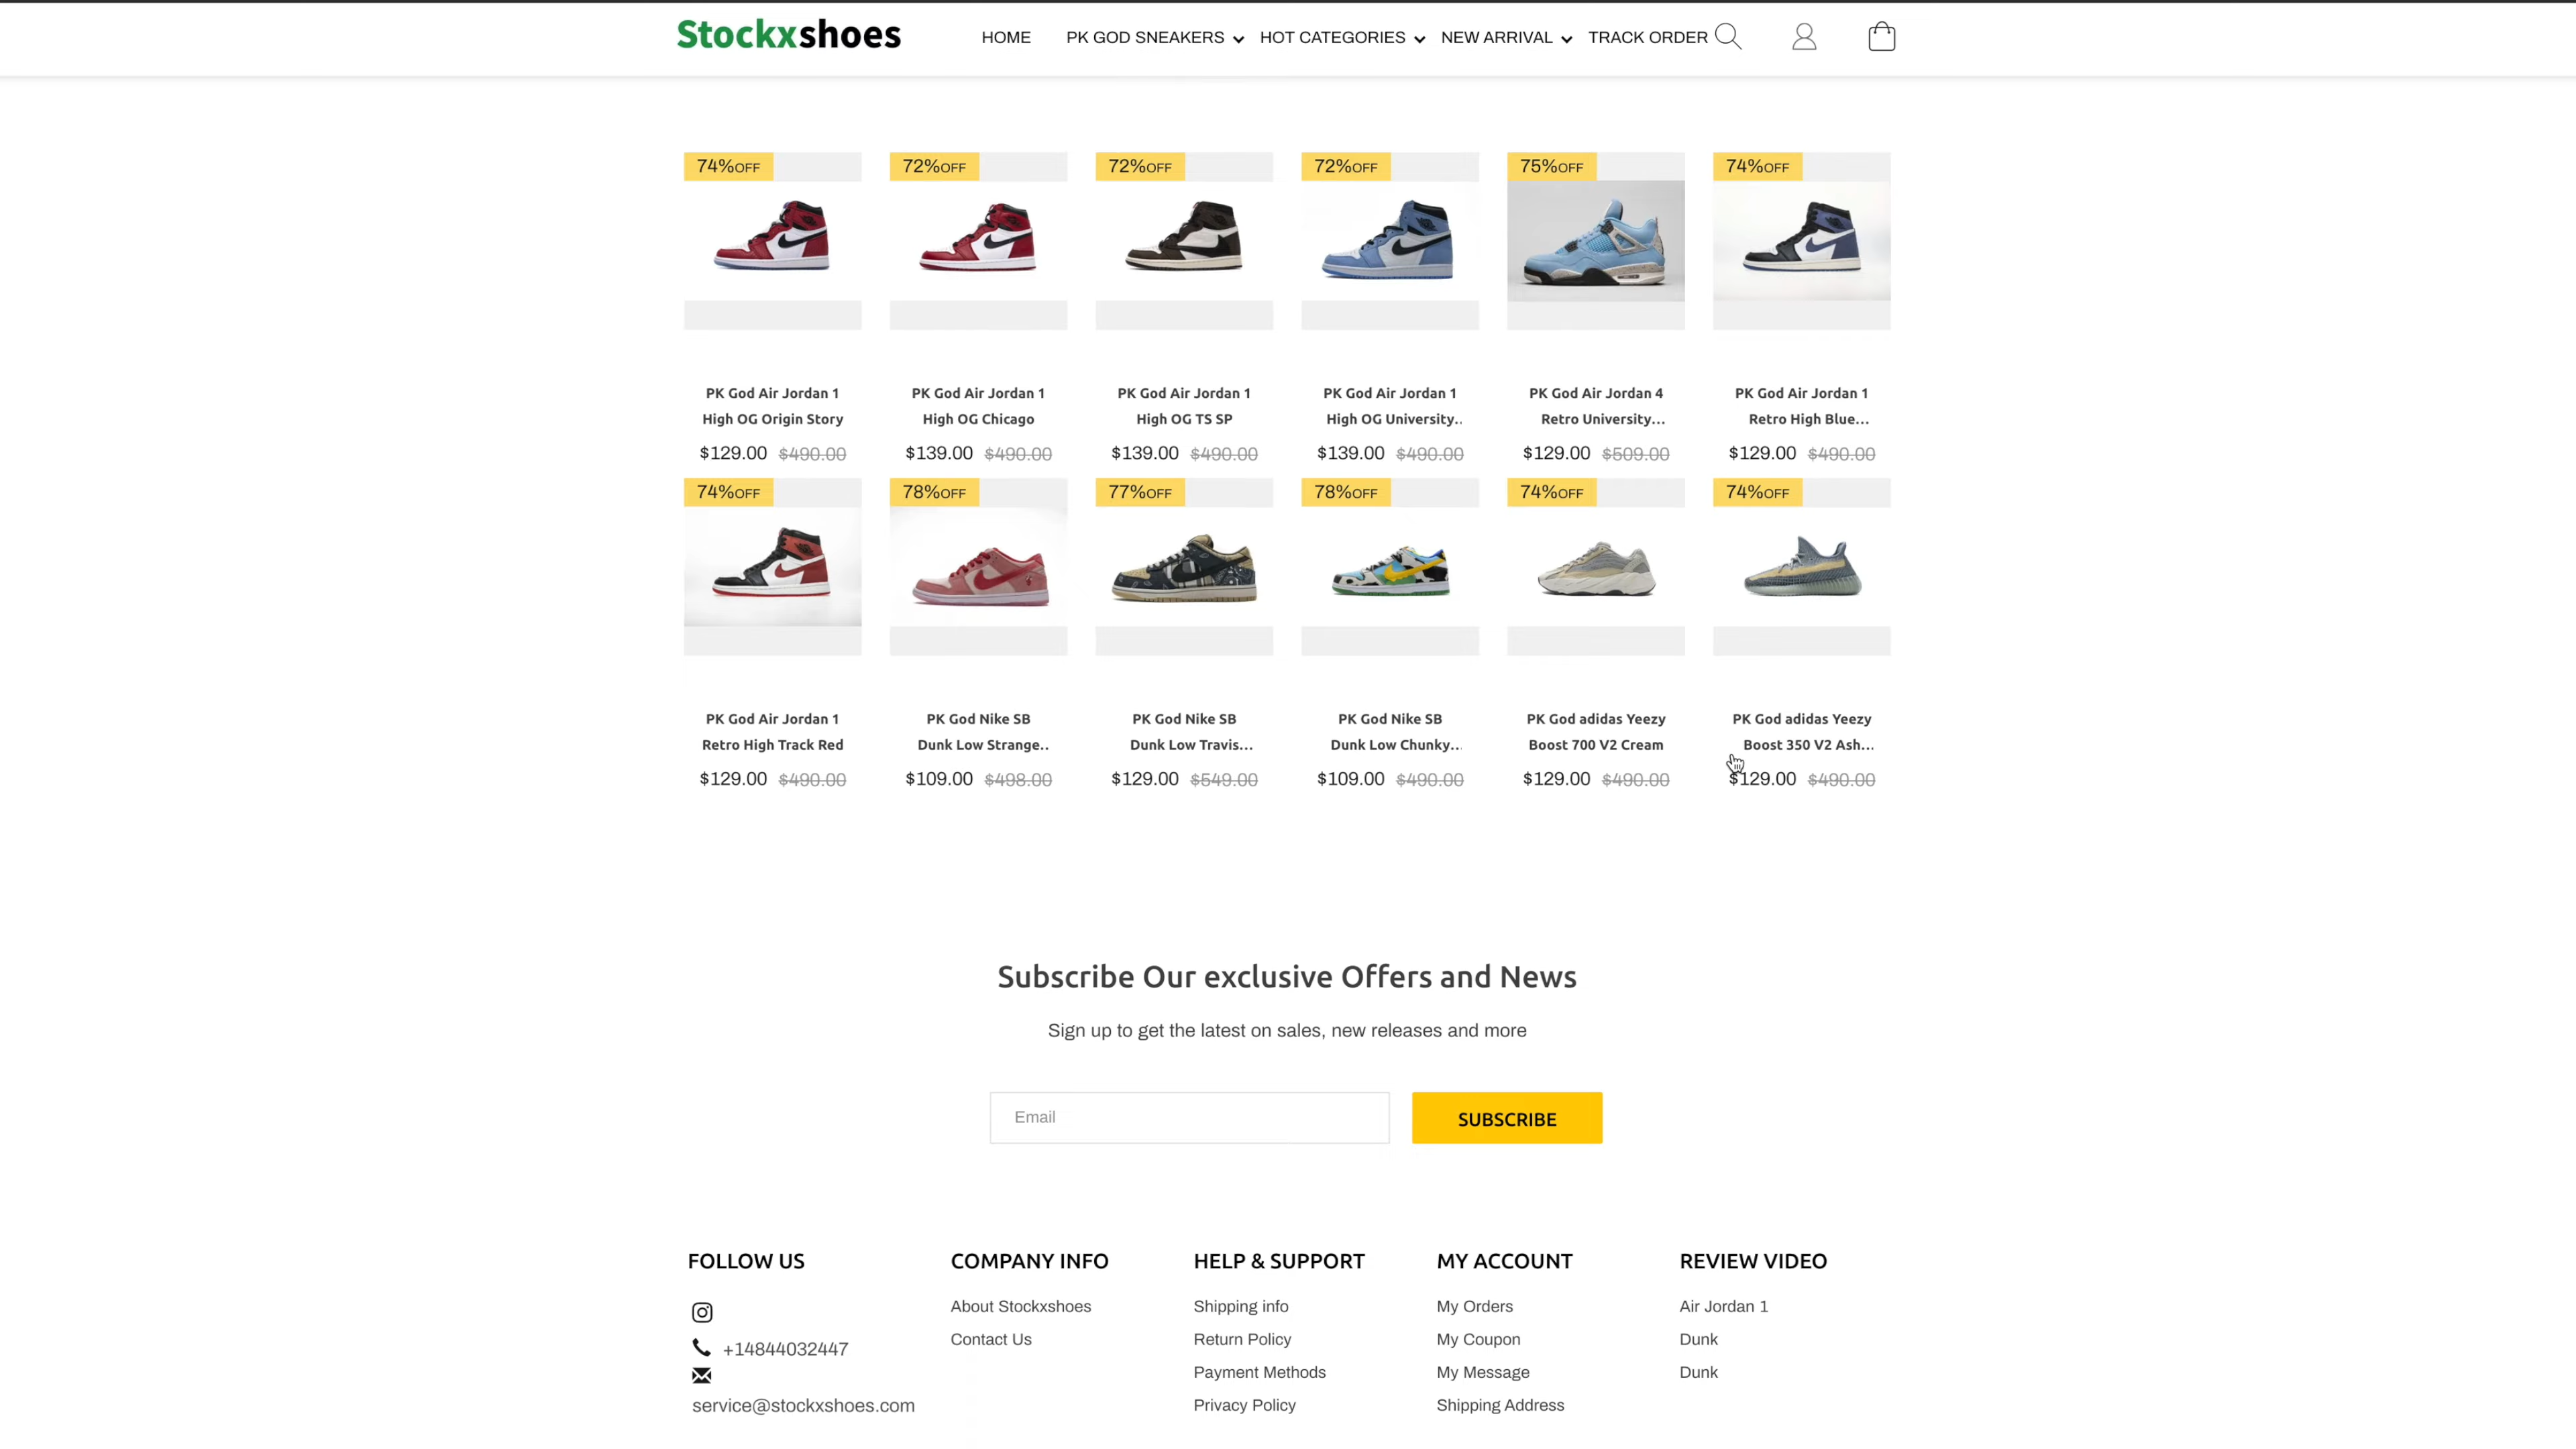 Stockxshoes
HOME PK GOD SNEAKERS HOT CATEGORIES NEW ARRIVAL TRACK ORDER
74%OFF 72%OFF 72%OFF 72%OFF 75%OFF 74%OFF
PK God Air Jordan 1 PK God Air Jordan 1 PK God Air Jordan 1 PK God Air Jordan 1 PK God Air Jordan 4 PK God Air Jordan 1
High OG Origin Story High OG Chicago High OG TS SP High OG University.. Retro University... Retro High Blue...
$129.00 $490.00 $139.00 $490.00 $139.00 $490.00 $139.00 $490.00 $129.00 $509.00 $129.00 $490.00
74%OFF 78%OFF 77%OFF 78%OFF 74%OFF 74%OFF
PK God Air Jordan 1 PK God Nike SB PK God Nike SB PK God Nike SB PK God adidas Yeezy PK God adidas Yeezy
Retro High Track Red Dunk Low Strange.. Dunk Low Travis... Dunk Low Chunky.. Boost 700 V2 Cream Boost 350 V2 Ash...
$129.00 $490.00 $109.00 $498.00 $129.00 $549.00 $109.00 $490.00 $129.00 $490.00 $129.00 $490.00
Subscribe Our exclusive Offers and News
Sign up to get the latest on sales, new releases and more
Email SUBSCRIBE
FOLLOW US COMPANY INFO HELP & SUPPORT MY ACCOUNT REVIEW VIDEO
About Stockxshoes Shipping info My Orders Air Jordan 1
+14844032447 Contact Us Return Policy My Coupon Dunk
Payment Methods My Message Dunk
service@stockxshoes.com Privacy Policy Shipping Address